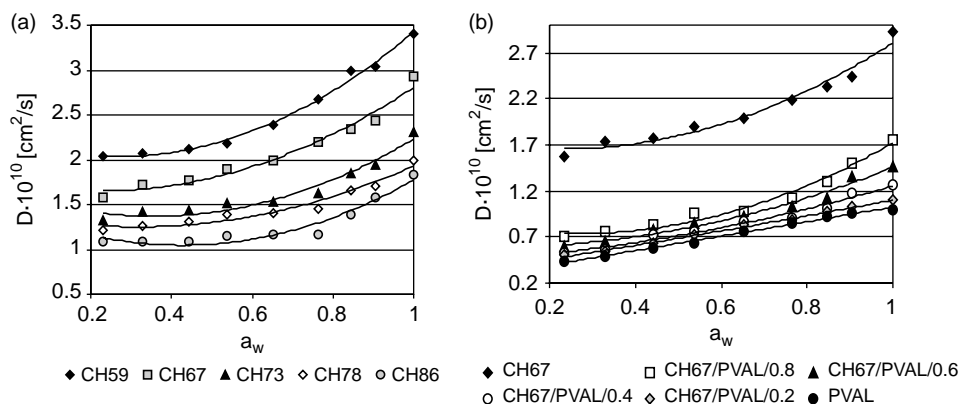 (a)
3.5
3
2.5
2
1.5
1
0.5
D·10¹⁰ [cm²/s]
0.2 0.4 0.6 0.8 1
a_w
◆ CH59 ■ CH67 ▲ CH73 ◇ CH78 ● CH86
(b)
2.7
2.2
1.7
1.2
0.7
0.2
D·10¹⁰ [cm²/s]
0.2 0.4 0.6 0.8 1
a_w
◆ CH67 □ CH67/PVAL/0.8 ▲ CH67/PVAL/0.6
○ CH67/PVAL/0.4 ◇ CH67/PVAL/0.2 ● PVAL